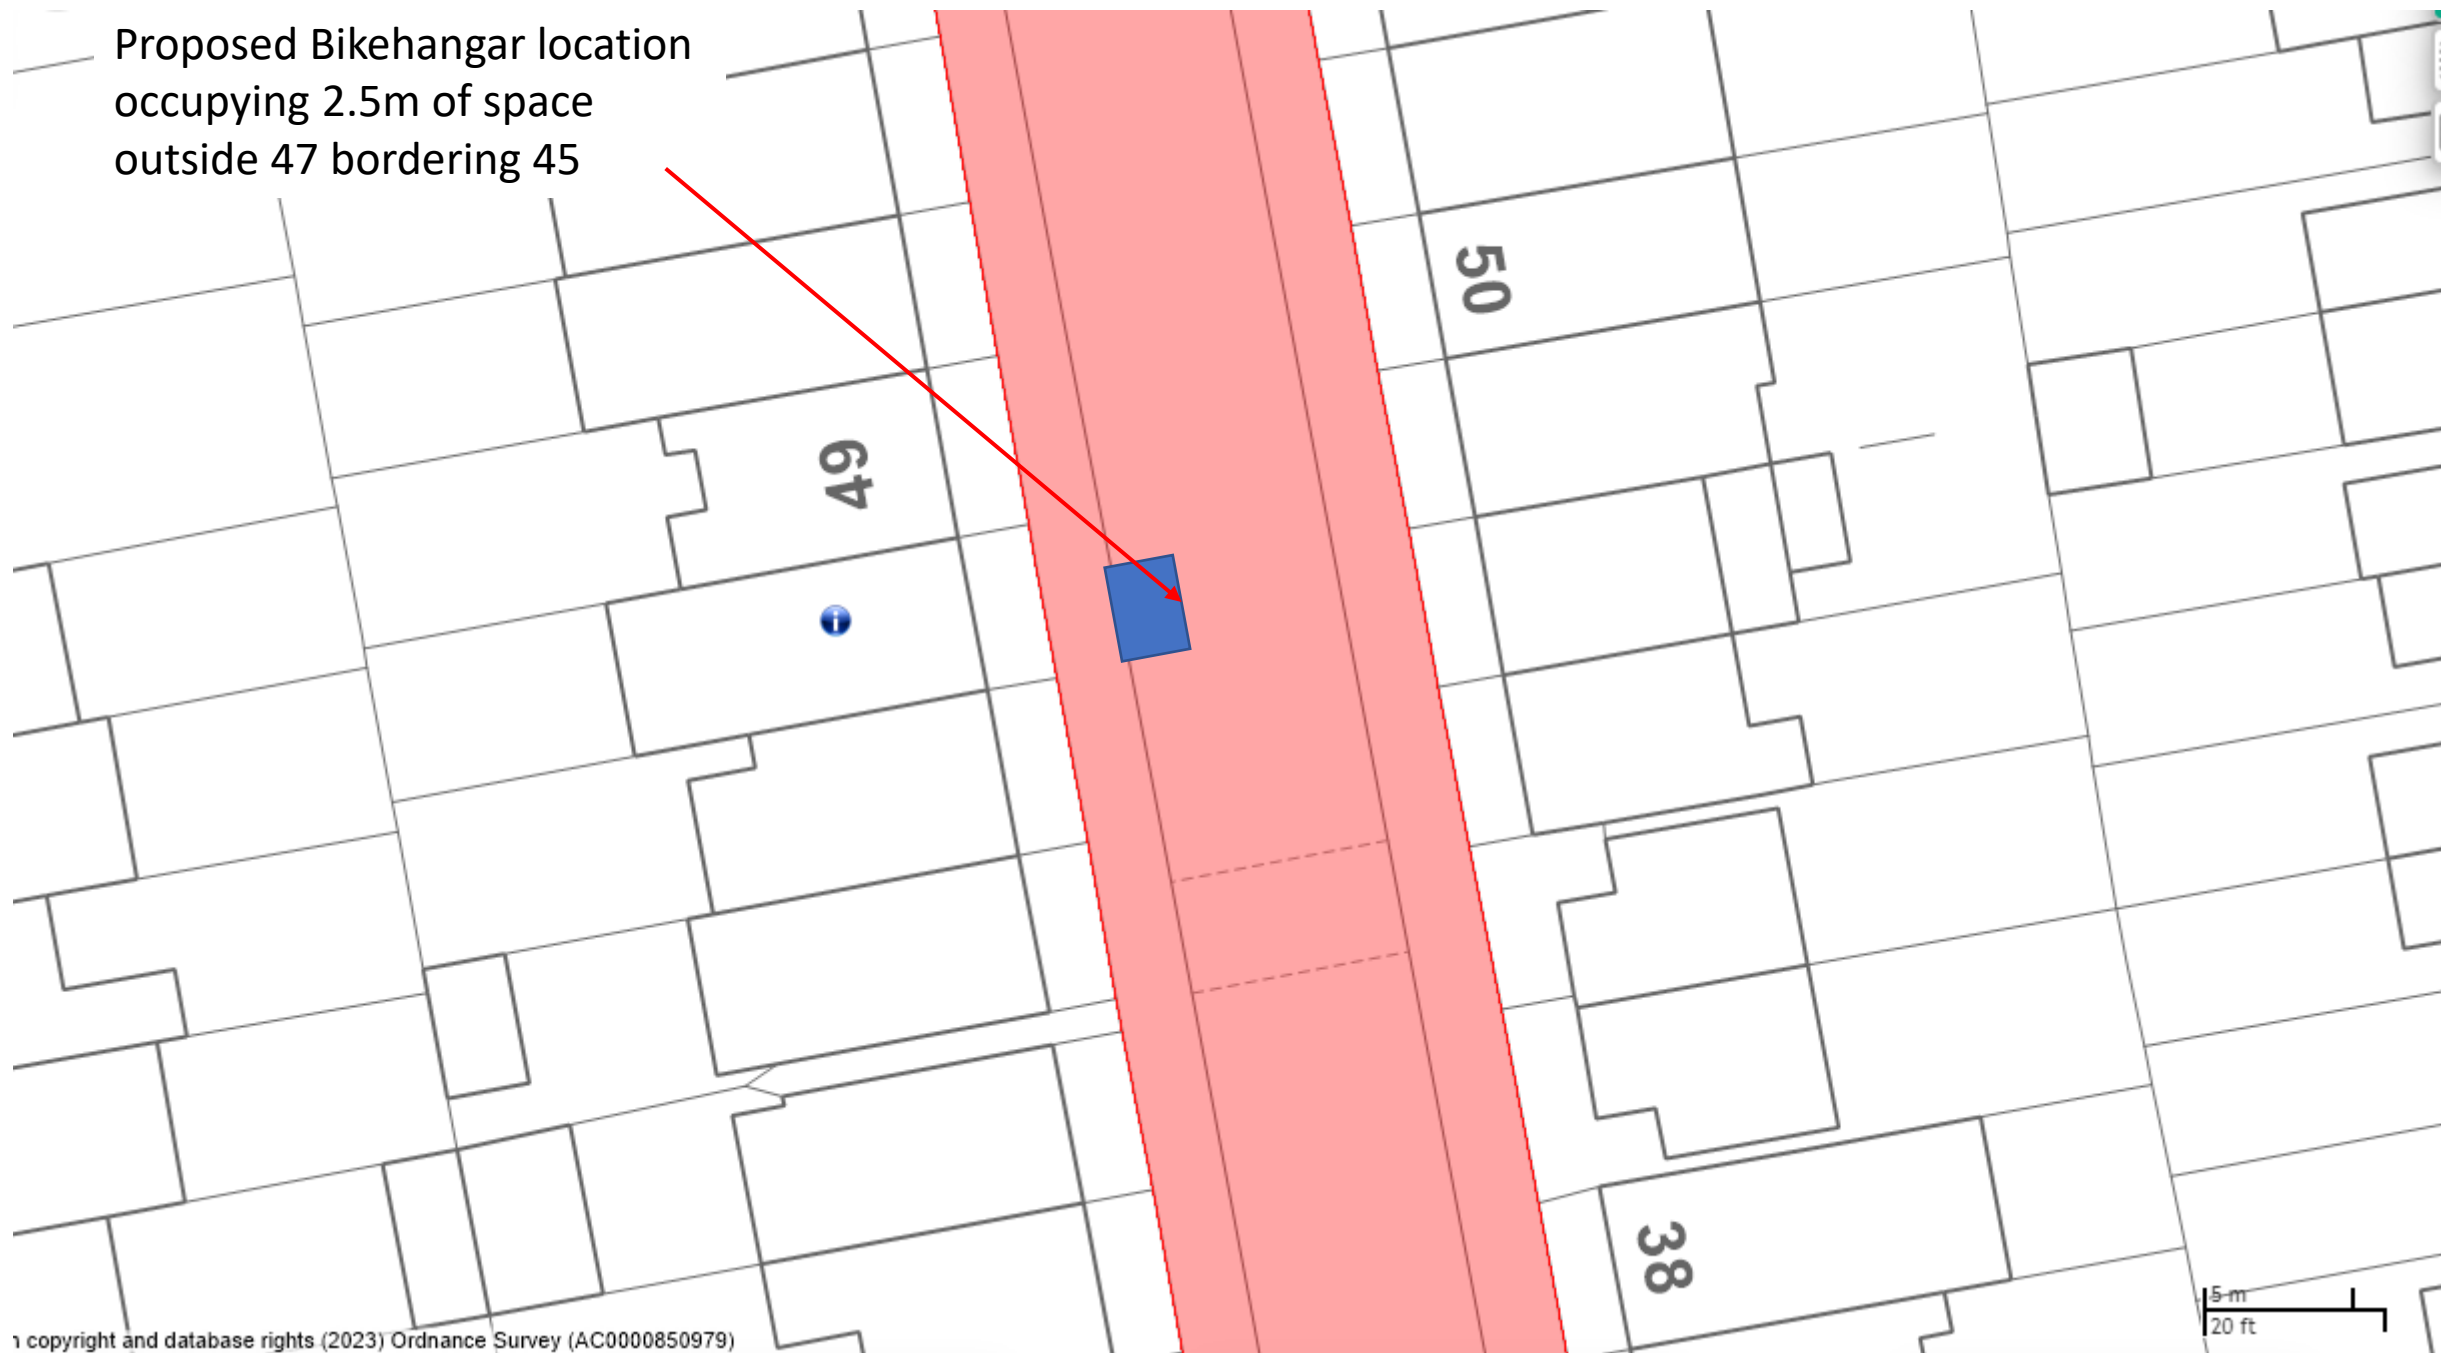 Proposed Bikehangar location
occupying 2.5m of space
outside 47 bordering 45
50
49
i
38
5 m
20 ft
copyright and database rights (2023) Ordnance Survey (AC0000850979)